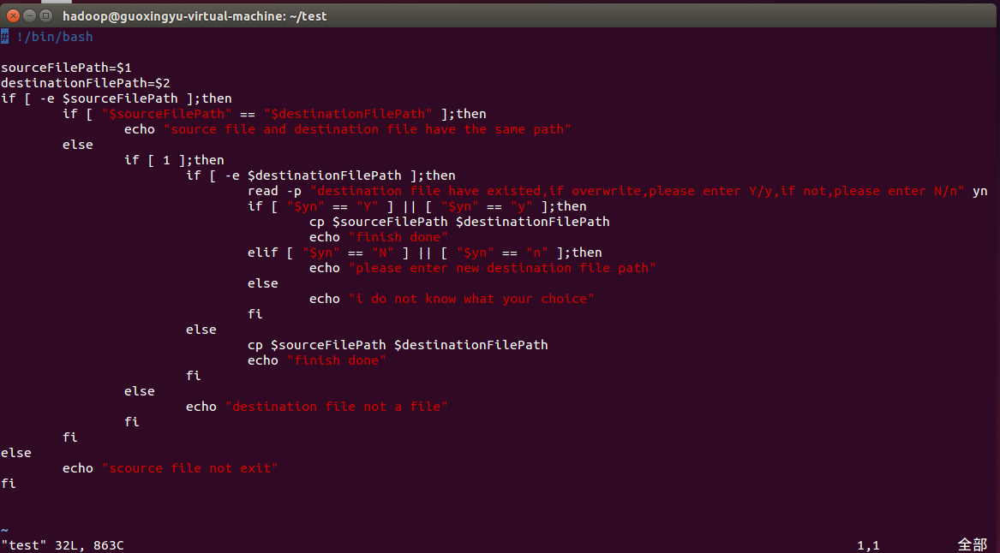 hadoop@guoxingyu-virtual-machine: ~/test
# !/bin/bash
sourceFilePath=$1
destinationFilePath=$2
if [ -e $sourceFilePath ];then
if [ "$sourceFilePath" == "$destinationFilePath" ];then
echo "source file and destination file have the same path"
else
if [ 1 ];then
if [ -e $destinationFilePath ];then
read -p "destination file have existed,if overwrite,please enter Y/y,if not,please enter N/n" yn
if [ "$yn" == "Y" ] || [ "$yn" == "y" ];then
cp $sourceFilePath $destinationFilePath
echo "finish done"
elif [ "$yn" == "N" ] || [ "$yn" == "n" ];then
echo "please enter new destination file path"
else
echo "i do not know what your choice"
fi
else
cp $sourceFilePath $destinationFilePath
echo "finish done"
fi
else
echo "destination file not a file"
fi
fi
else
echo "scource file not exit"
fi
~
"test" 32L, 863C 1,1 全部